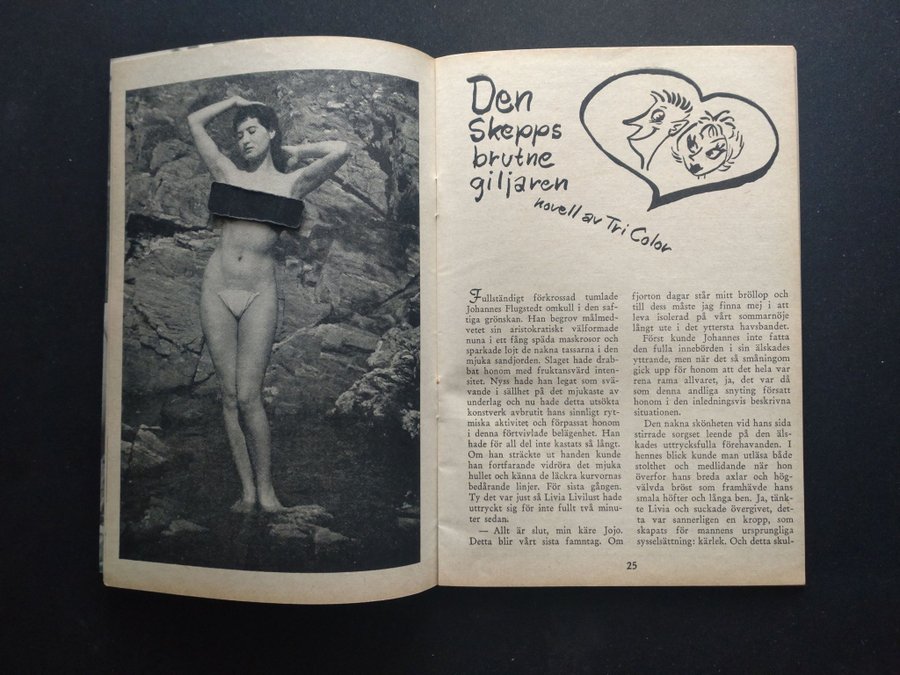 Den
Skepps
brutne
giljaren
novell av Tri Color
Fullständigt förkrossad tumlade
Johannes Flugstedt omkull i den saf-
tiga grönskan. Han begrov målmed-
vetet sin aristokratiskt välformade
nuna i ett fång späda maskrosor och
sparkade lojt de nakna tassarna i den
mjuka sandjorden. Slaget hade drab-
bat honom med fruktansvärd inten-
sitet. Nyss hade han legat som svä-
vande i sällhet på det mjukaste av
underlag och nu hade detta utsökta
konstverk avbrutit hans sinnligt ryt-
miska aktivitet och förpassat honom
i denna förtvivlade belägenhet. Han
hade för all del inte kastats så långt.
Om han sträckte ut handen kunde
han fortfarande vidröra det mjuka
hullet och känna de läckra kurvornas
bedårande linjer. För sista gången.
Ty det var just så Livia Livilust hade
uttryckt sig för inte fullt två minu-
ter sedan.
— Allt är slut, min käre Jojo.
Detta blir vårt sista famntag. Om
fjorton dagar står mitt bröllop och
till dess måste jag finna mej i att
leva isolerad på vårt sommarnöje
långt ute i det yttersta havsbandet.
Först kunde Johannes inte fatta
den fulla innebörden i sin älskades
yttrande, men när det så småningom
gick upp för honom att det hela var
rena rama allvaret, ja, det var då
som denna andliga snyting försatt
honom i den inledningsvis beskrivna
situationen.
Den nakna skönheten vid hans sida
stirrade sorgset leende på den äls-
kades uttrycksfulla förehavanden. I
hennes blick kunde man utläsa både
stolthet och medlidande när hon
överfor hans breda axlar och hög-
välvda bröst som framhävde hans
smala höfter och långa ben. Ja, tänk-
te Livia och suckade övergivet, det-
ta var sannerligen en kropp, som
skapats för mannens ursprungliga
sysselsättning: kärlek. Och detta skul-
25